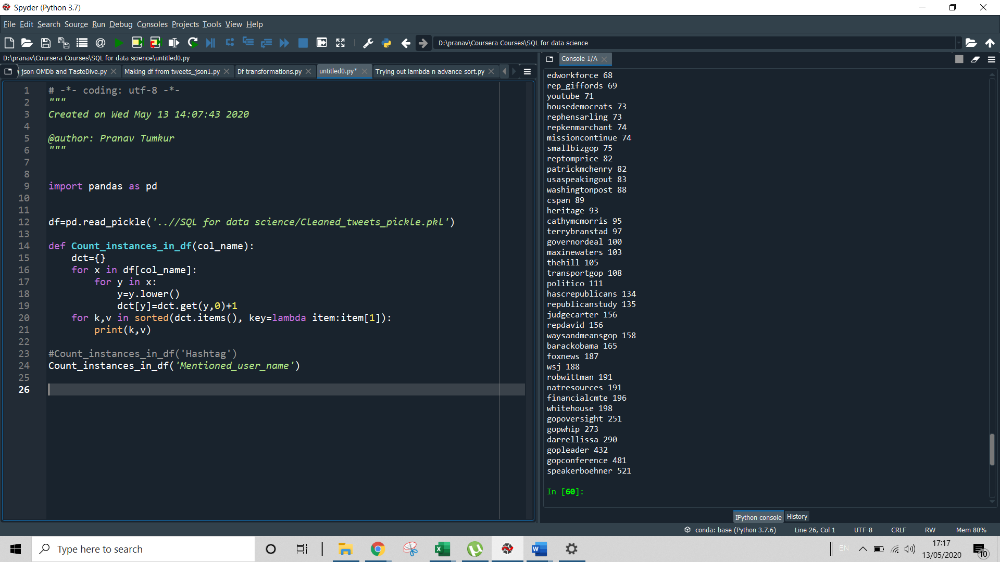 Spyder (Python 3.7)
File Edit Search Source Run Debug Consoles Projects Tools View Help
D:\pranav\Coursera Courses\SQL for data science
D:\pranav\Coursera Courses\SQL for data science\untitled0.py
json OMDb and TasteDive.py Making df from tweets_json1.py Df transformations.py untitled0.py* Trying out lambda n advance sort.py
1 # -*- coding: utf-8 -*-
2 """
3 Created on Wed May 13 14:07:43 2020
4
5 @author: Pranav Tumkur
6 """
7
8
9 import pandas as pd
10
11
12 df=pd.read_pickle('..//SQL for data science/Cleaned_tweets_pickle.pkl')
13
14 def Count_instances_in_df(col_name):
15     dct={}
16     for x in df[col_name]:
17         for y in x:
18             y=y.lower()
19             dct[y]=dct.get(y,0)+1
20     for k,v in sorted(dct.items(), key=lambda item:item[1]):
21         print(k,v)
22
23 #Count_instances_in_df('Hashtag')
24 Count_instances_in_df('Mentioned_user_name')
25
26
Console 1/A
edworkforce 68
rep_giffords 69
youtube 71
housedemocrats 73
rephensarling 73
repkenmarchant 74
missioncontinue 74
smallbizgop 75
reptomprice 82
patrickmchenry 82
usaspeakingout 83
washingtonpost 88
cspan 89
heritage 93
cathymcmorris 95
terrybranstad 97
governordeal 100
maxinewaters 103
thehill 105
transportgop 108
politico 111
hascrepublicans 134
republicanstudy 135
judgecarter 156
repdavid 156
waysandmeansgop 158
barackobama 165
foxnews 187
wsj 188
robwittman 191
natresources 191
financialcmte 196
whitehouse 198
gopoversight 251
gopwhip 273
darrellissa 290
gopleader 432
gopconference 481
speakerboehner 521
In [60]:
IPython console History
conda: base (Python 3.7.6) Line 26, Col 1 UTF-8 CRLF RW Mem 80%
Type here to search
EN
17:17
13/05/2020
10